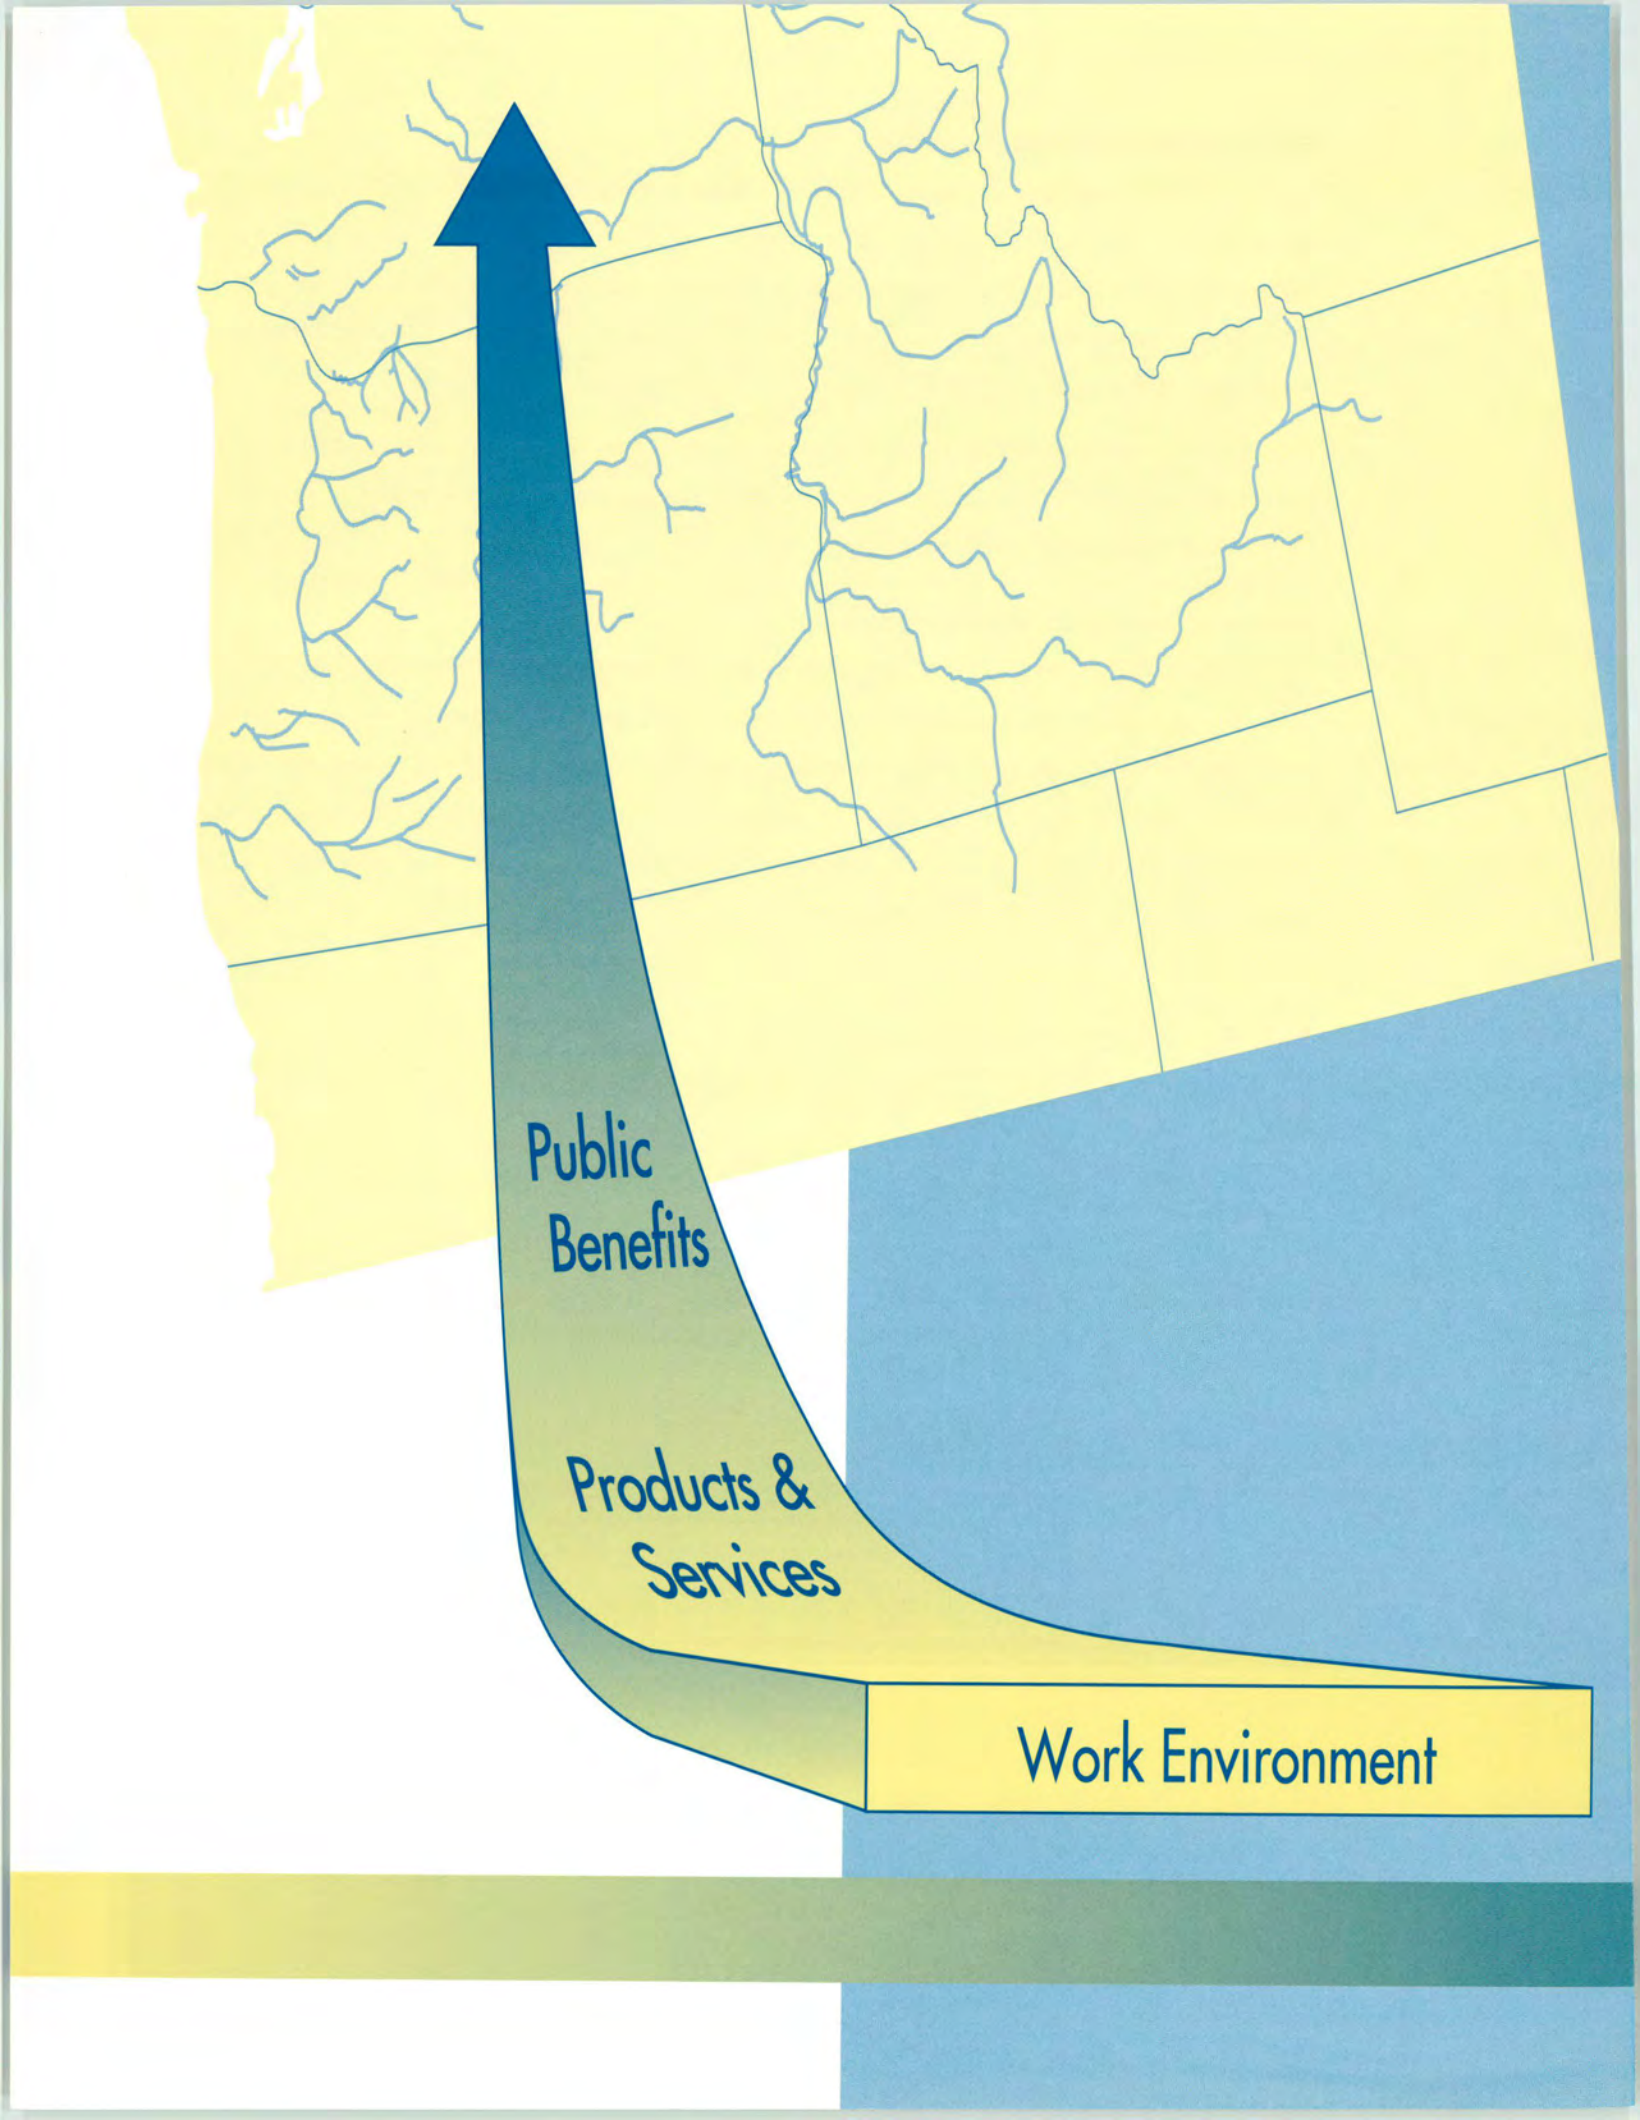 Public
Benefits
Products &
Services
Work Environment